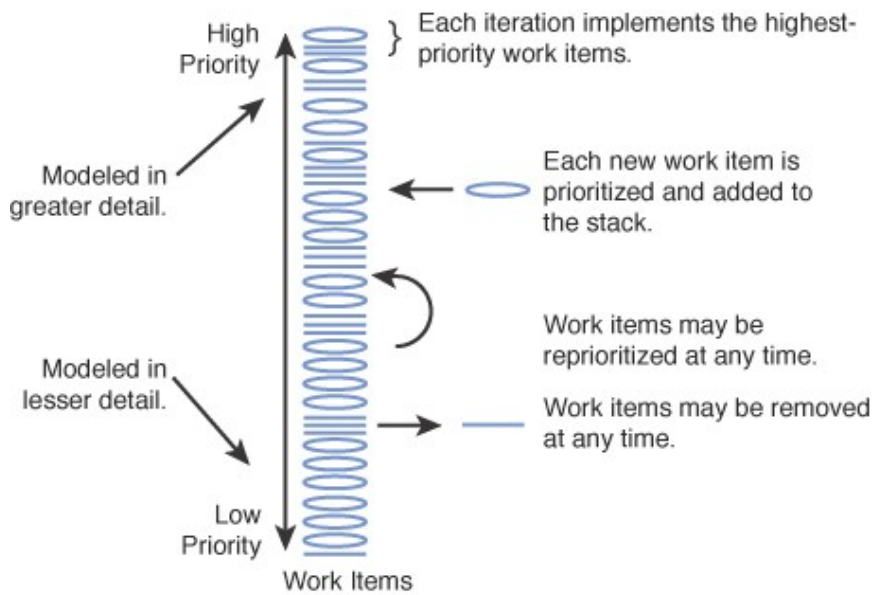 High
Priority
Each iteration implements the highest-
priority work items.
Modeled in
greater detail.
Each new work item is
prioritized and added to
the stack.
Work items may be
reprioritized at any time.
Modeled in
lesser detail.
Work items may be removed
at any time.
Low
Priority
Work Items